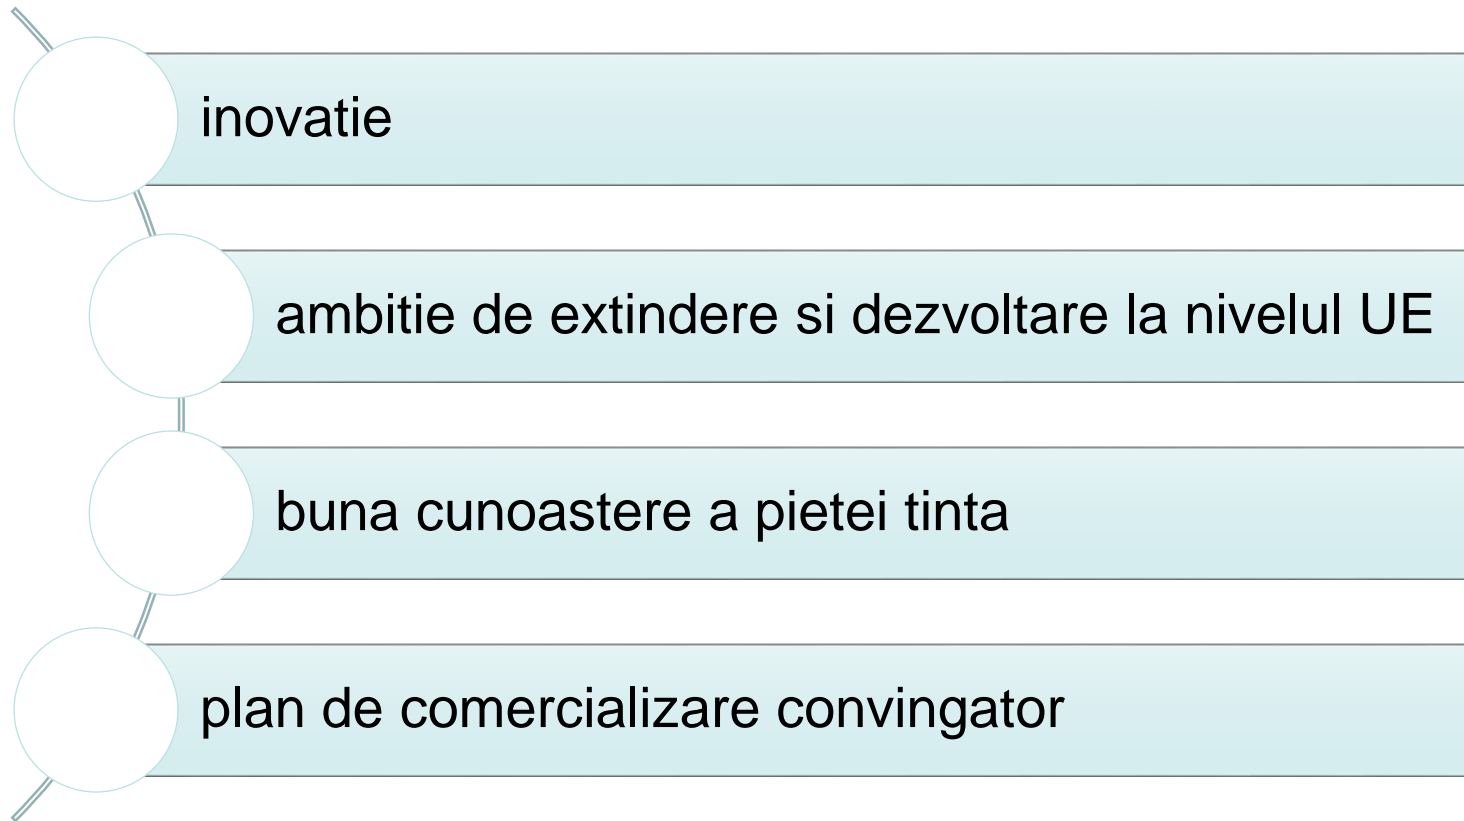 inovatie
ambitie de extindere si dezvoltare la nivelul UE
buna cunoastere a pietei tinta
plan de comercializare convingator